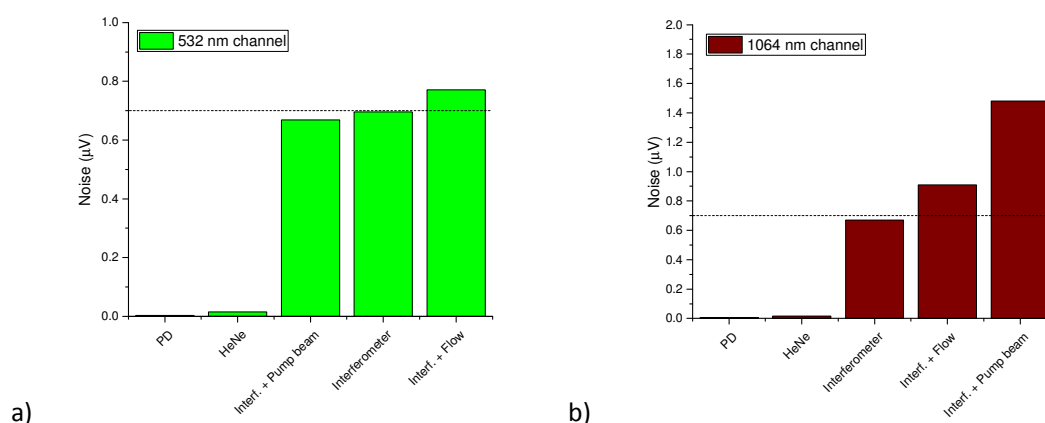 1.0
0.8
0.6
0.4
0.2
0.0
Noise (μV)
532 nm channel
PD
HeNe
Interf. + Pump beam
Interferometer
Interf. + Flow
a)
2.0
1.8
1.6
1.4
1.2
1.0
0.8
0.6
0.4
0.2
0.0
Noise (μV)
1064 nm channel
PD
HeNe
Interferometer
Interf. + Flow
Interf. + Pump beam
b)